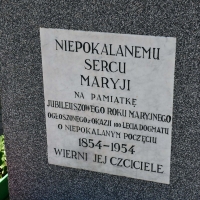 NIEPOKALANEMU
SERCU
MARYJI
NA PAMIĄTKĘ
JUBILEUSZOWEGO ROKU MARYJNEGO
OGŁOSZONEGO z OKAZJI 100 LECIA DOGMATU
O NIEPOKALANYM POCZĘCIU
1854-1954
WIERNI JEJ CZCICIELE